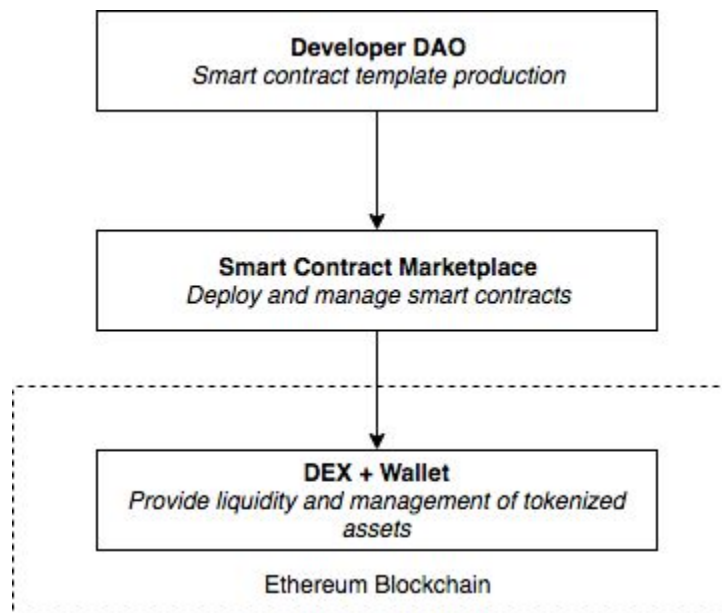 Developer DAO
Smart contract template production
Smart Contract Marketplace
Deploy and manage smart contracts
DEX + Wallet
Provide liquidity and management of tokenized
assets
Ethereum Blockchain